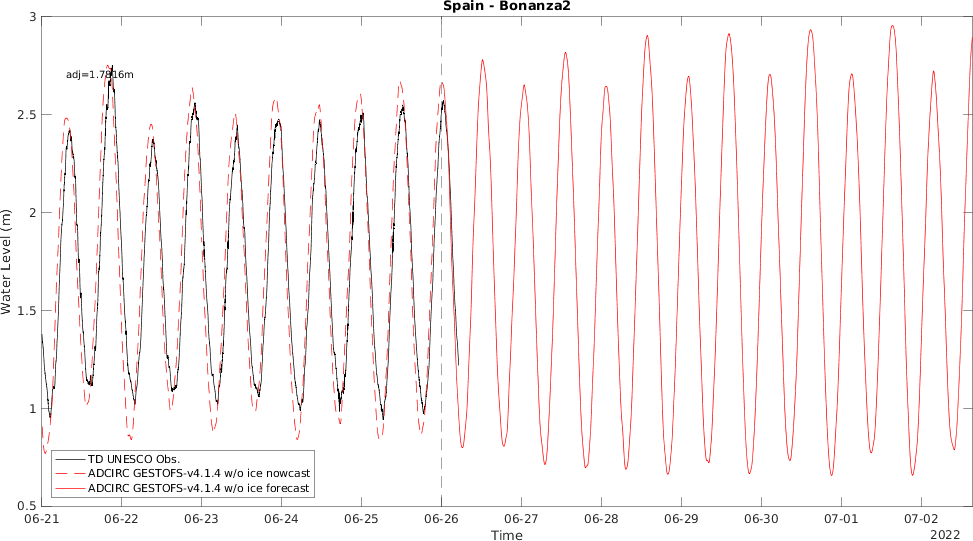 Spain - Bonanza2
3
2.5
2
1.5
1
0.5
Water Level (m)
adj=1.7816m
TD UNESCO Obs.
ADCIRC GESTOFS-v4.1.4 w/o ice nowcast
ADCIRC GESTOFS-v4.1.4 w/o ice forecast
06-21 06-22 06-23 06-24 06-25 06-26 06-27 06-28 06-29 06-30 07-01 07-02
Time
2022